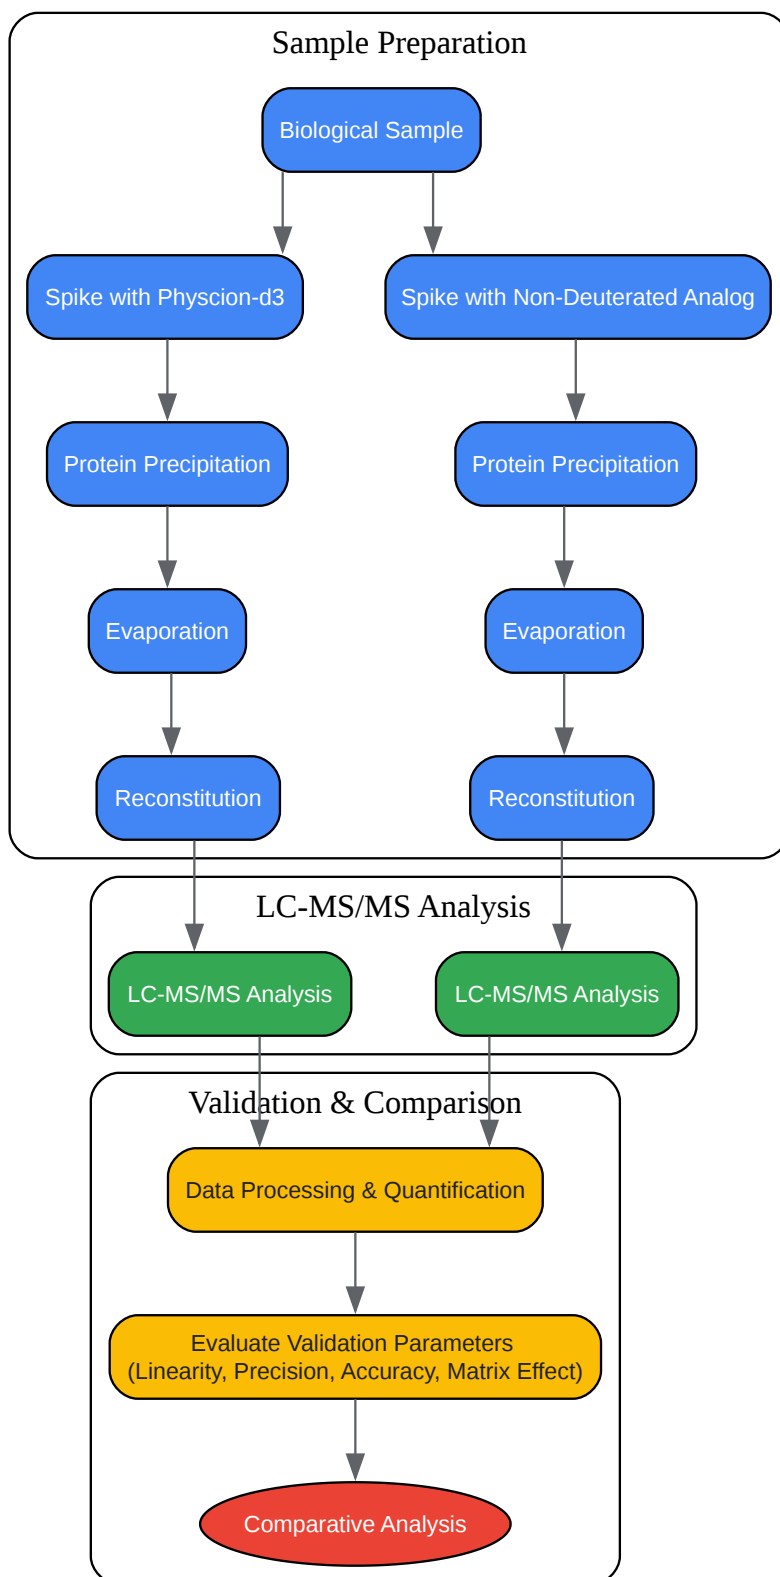 Sample Preparation
Biological Sample
Spike with Physcion-d3
Spike with Non-Deuterated Analog
Protein Precipitation
Protein Precipitation
Evaporation
Evaporation
Reconstitution
Reconstitution
LC-MS/MS Analysis
LC-MS/MS Analysis
LC-MS/MS Analysis
Validation & Comparison
Data Processing & Quantification
Evaluate Validation Parameters
(Linearity, Precision, Accuracy, Matrix Effect)
Comparative Analysis